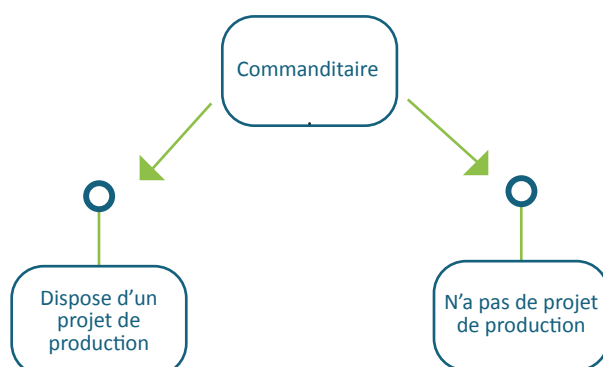 Commanditaire
.
Dispose d’un
projet de
production
N’a pas de projet
de production